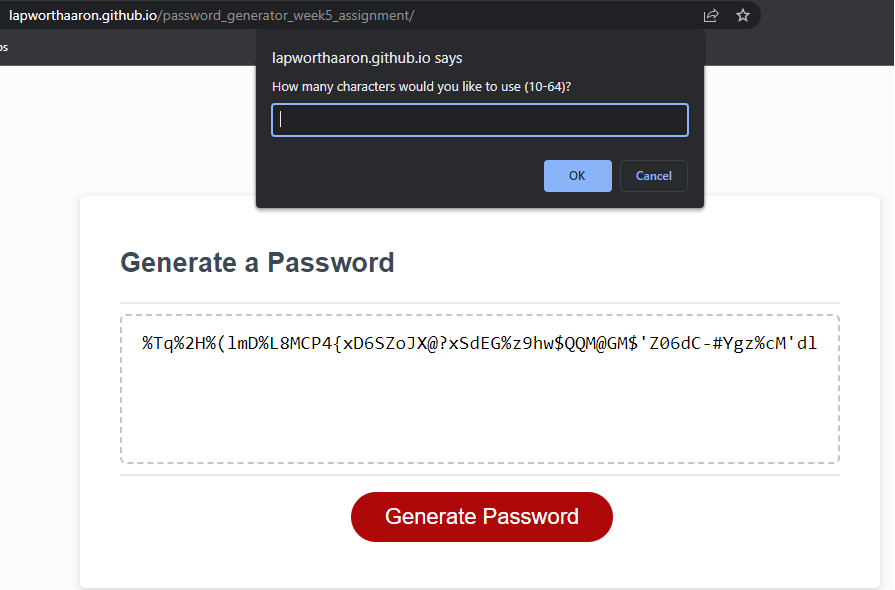 lapworthaaron.github.io/password_generator_week5_assignment/
os
lapworthaaron.github.io says
How many characters would you like to use (10-64)?
OK Cancel
Generate a Password
%Tq%2H%(lmD%L8MCP4{xD6SZoJX@?xSdEG%z9hw$QQM@GM$'Z06dC-#Ygz%cM'dl
Generate Password